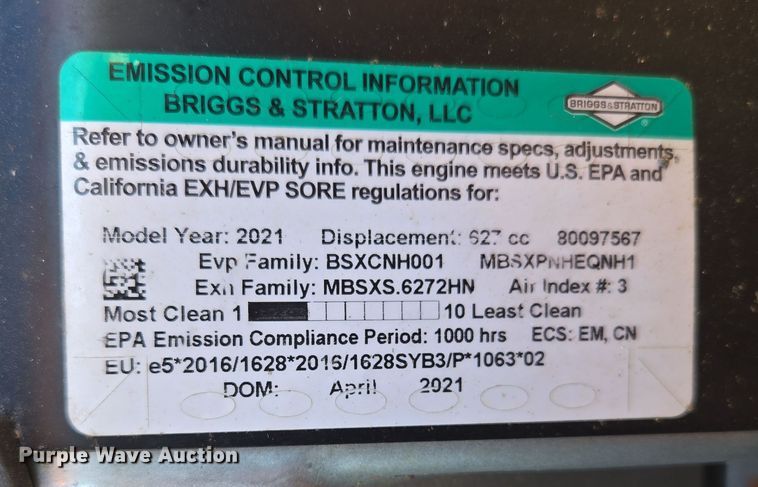 EMISSION CONTROL INFORMATION
BRIGGS & STRATTON, LLC
BRIGGS&STRATTON
®
Refer to owner's manual for maintenance specs, adjustments,
& emissions durability info. This engine meets U.S. EPA and
California EXH/EVP SORE regulations for:
Model Year: 2021 Displacement: 627 cc 80097567
Evp Family: BSXCNH001 MBSXPNHEQNH1
Exh Family: MBSXS.6272HN Air Index #: 3
Most Clean 1 10 Least Clean
EPA Emission Compliance Period: 1000 hrs ECS: EM, CN
EU: e5*2016/1628*2016/1628SYB3/P*1063*02
DOM: April 2021
Purple Wave Auction